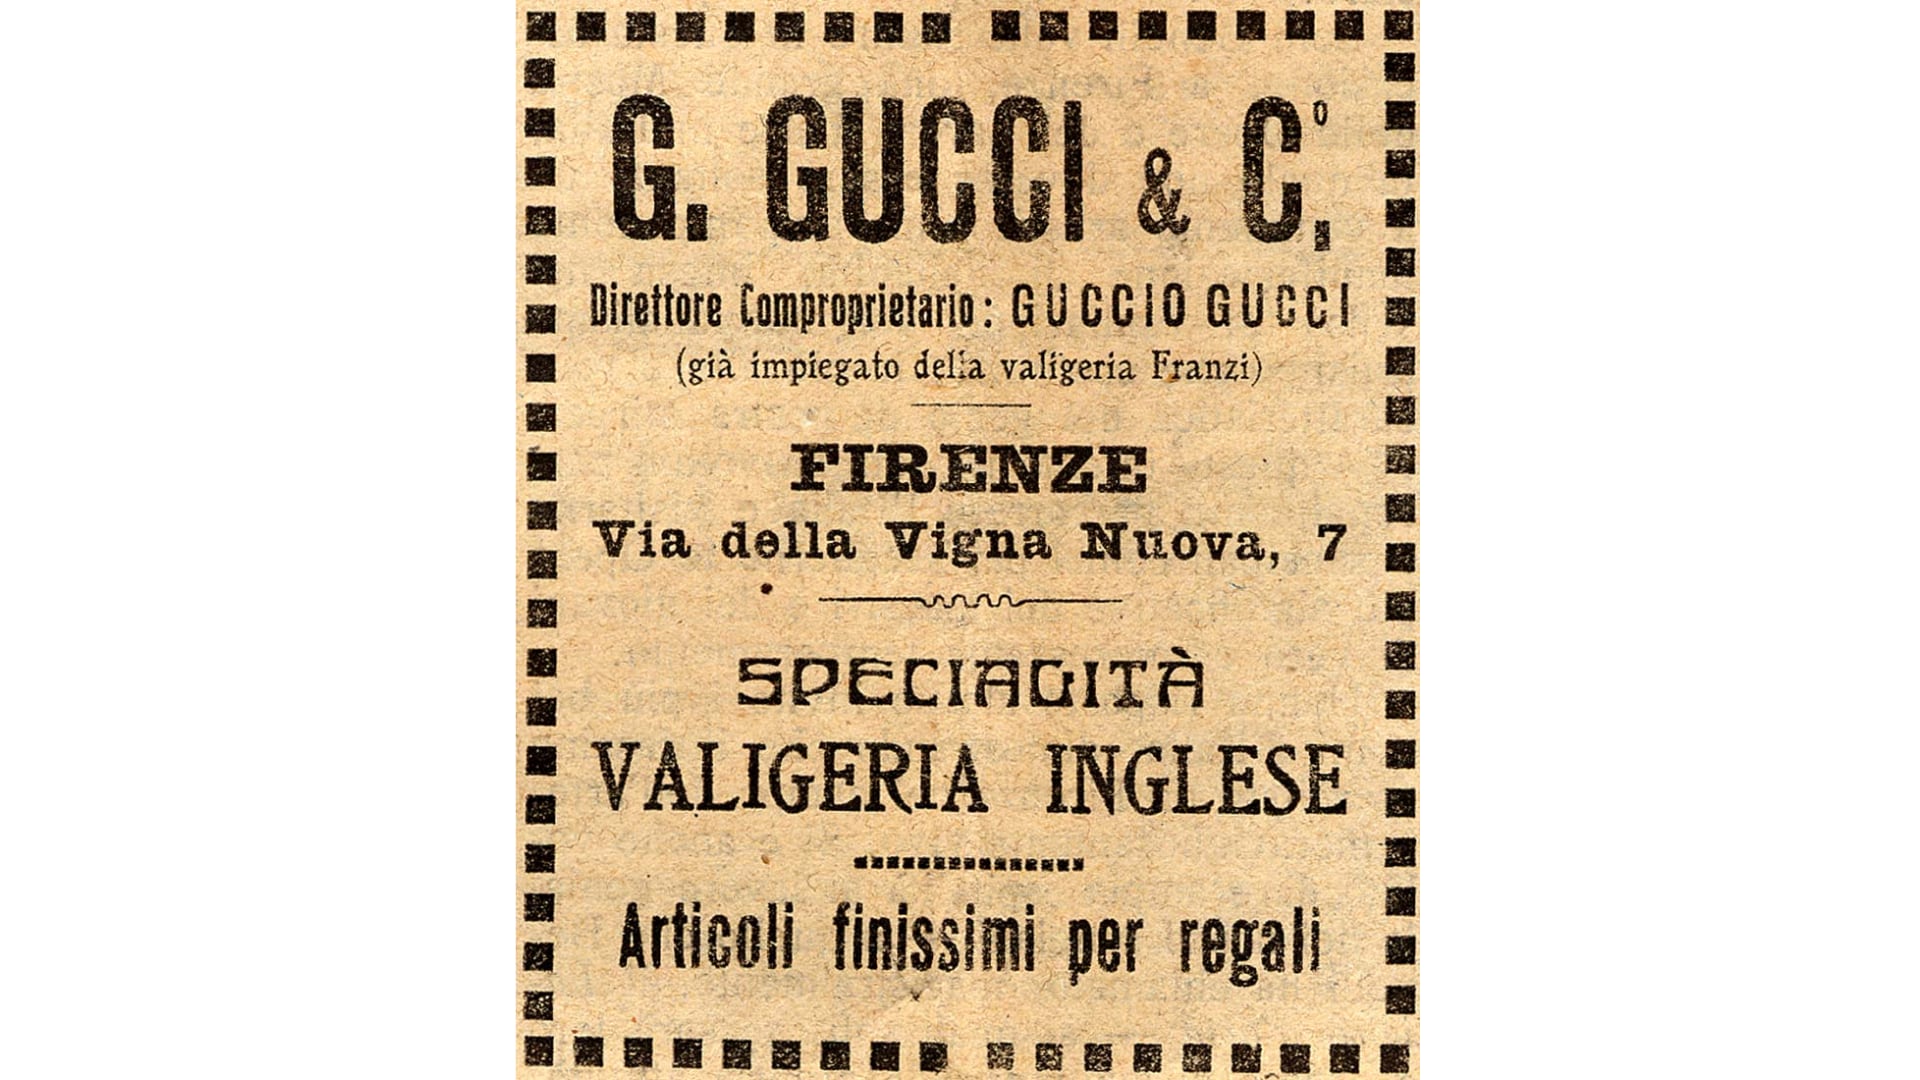 G. GUCCI & Cº,
Direttore Comproprietario: GUCCIO GUCCI
(già impiegato della valigeria Franzi)
FIRENZE
Via della Vigna Nuova, 7
SPECIALITÀ
VALIGERIA INGLESE
Articoli finissimi per regali